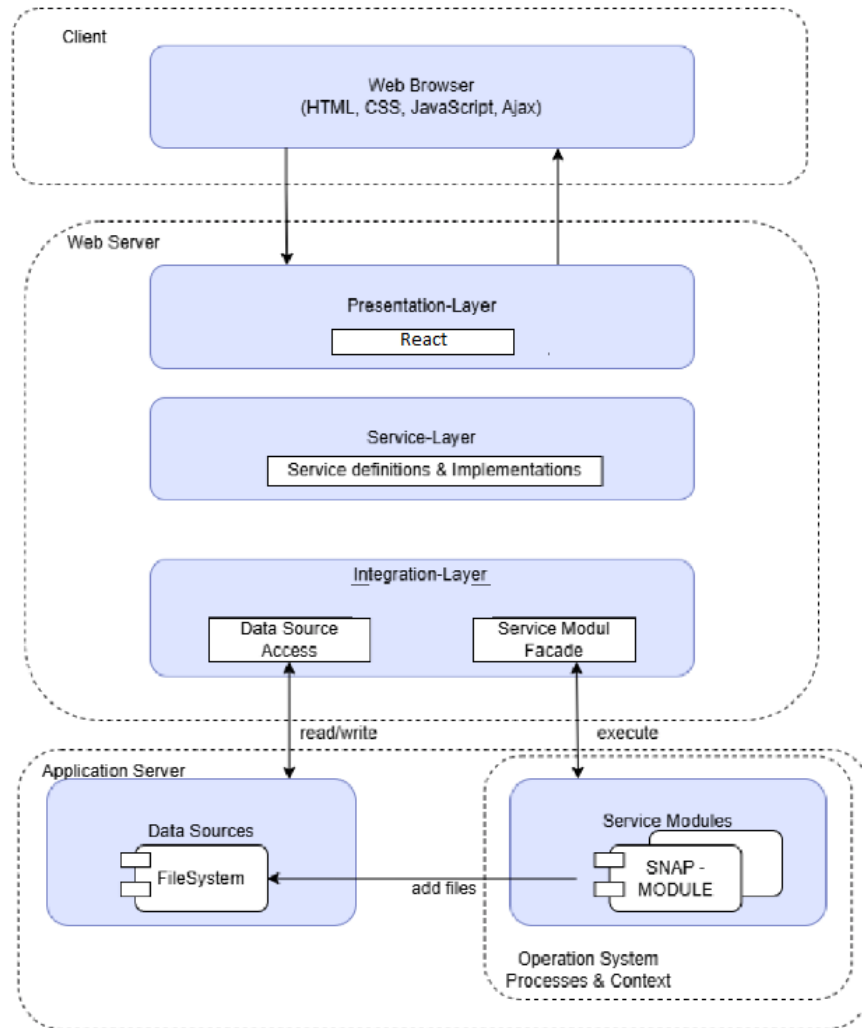 Client
Web Browser
(HTML, CSS, JavaScript, Ajax)
Web Server
Presentation-Layer
React
Service-Layer
Service definitions & Implementations
Integration-Layer
Data Source
Access
Service Modul
Facade
read/write
execute
Application Server
Data Sources
FileSystem
Service Modules
SNAP -
MODULE
add files
Operation System
Processes & Context